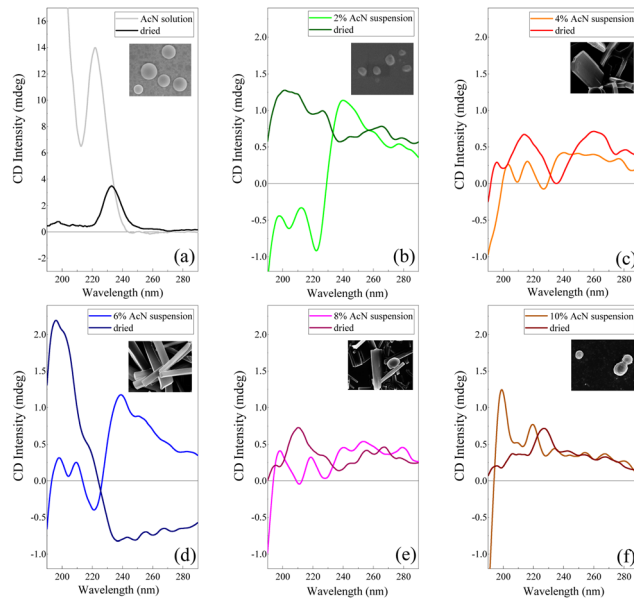 AcN solution
dried
16
14
12
10
8
6
4
2
0
-2
CD Intensity (mdeg)
190 200 220 240 260 280
Wavelength (nm)
(a)
2% AcN suspension
dried
2.0
1.5
1.0
0.5
0.0
-0.5
-1.0
CD Intensity (mdeg)
200 220 240 260 280
Wavelength (nm)
(b)
4% AcN suspension
dried
2.0
1.5
1.0
0.5
0.0
-0.5
-1.0
CD Intensity (mdeg)
200 220 240 260 280
Wavelength (nm)
(c)
6% AcN suspension
dried
2.0
1.5
1.0
0.5
0.0
-0.5
-1.0
CD Intensity (mdeg)
200 220 240 260 280
Wavelength (nm)
(d)
8% AcN suspension
dried
2.0
1.5
1.0
0.5
0.0
-0.5
-1.0
CD Intensity (mdeg)
200 220 240 260 280
Wavelength (nm)
(e)
10% AcN suspension
dried
2.0
1.5
1.0
0.5
0.0
-0.5
-1.0
CD Intensity (mdeg)
200 220 240 260 280
Wavelength (nm)
(f)